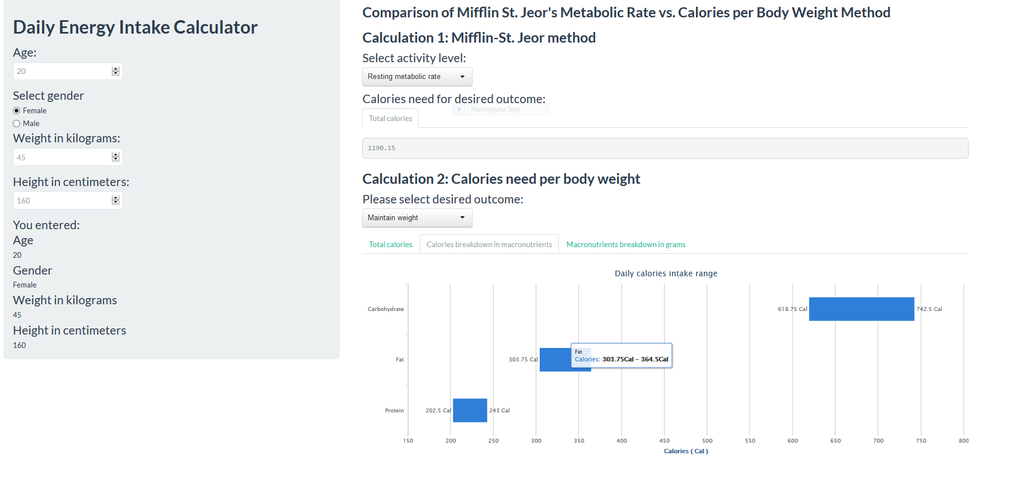 Daily Energy Intake Calculator
Age:
20
Select gender
Female
Male
Weight in kilograms:
45
Height in centimeters:
160
You entered:
Age
20
Gender
Female
Weight in kilograms
45
Height in centimeters
160
Comparison of Mifflin St. Jeor's Metabolic Rate vs. Calories per Body Weight Method
Calculation 1: Mifflin-St. Jeor method
Select activity level:
Resting metabolic rate
Calories need for desired outcome:
Rectangular Snip
Total calories
1190.15
Calculation 2: Calories need per body weight
Please select desired outcome:
Maintain weight
Total calories Calories breakdown in macronutrients Macronutrients breakdown in grams
Daily calories intake range
Carbohydrate 618.75 Cal 742.5 Cal
Fat 303.75 Cal
Fat
Calories: 303.75Cal - 364.5Cal
Protein 202.5 Cal 243 Cal
150 200 250 300 350 400 450 500 550 600 650 700 750 800
Calories ( Cal )